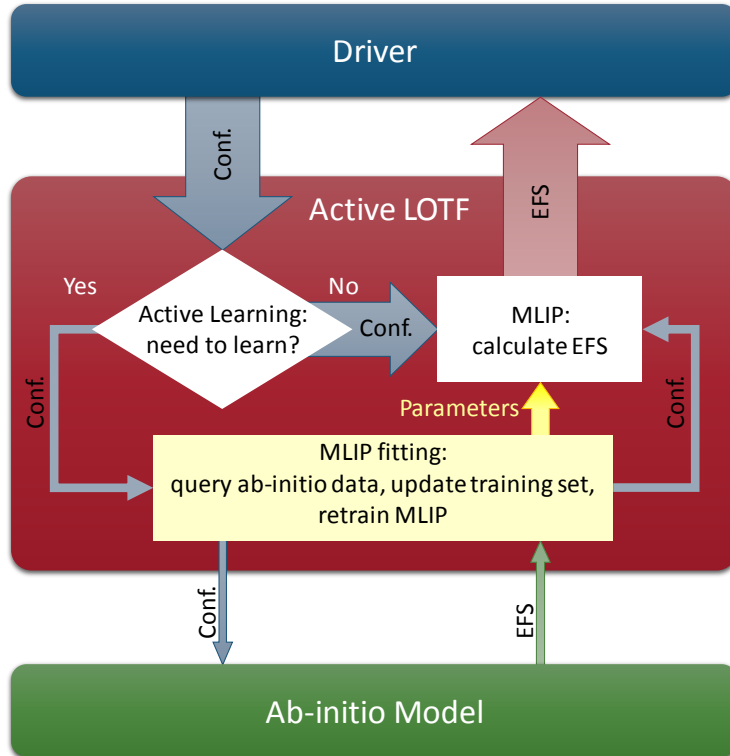 Driver
Conf.
EFS
Active LOTF
Yes
No
Active Learning:
need to learn?
Conf.
MLIP:
calculate EFS
Conf.
Conf.
Parameters
MLIP fitting:
query ab-initio data, update training set,
retrain MLIP
Conf.
EFS
Ab-initio Model